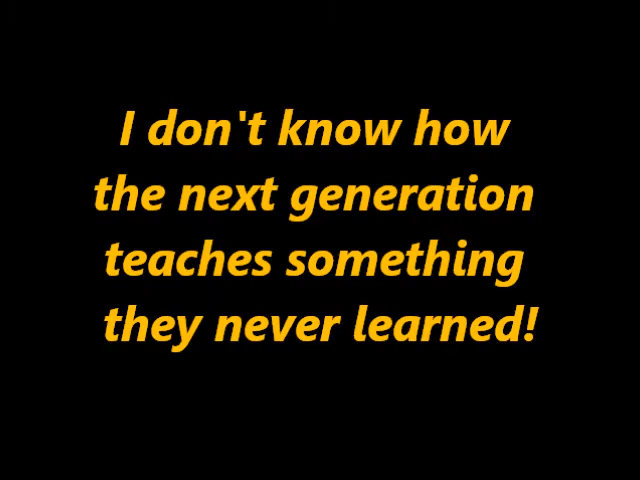 I don't know how
the next generation
teaches something
they never learned!